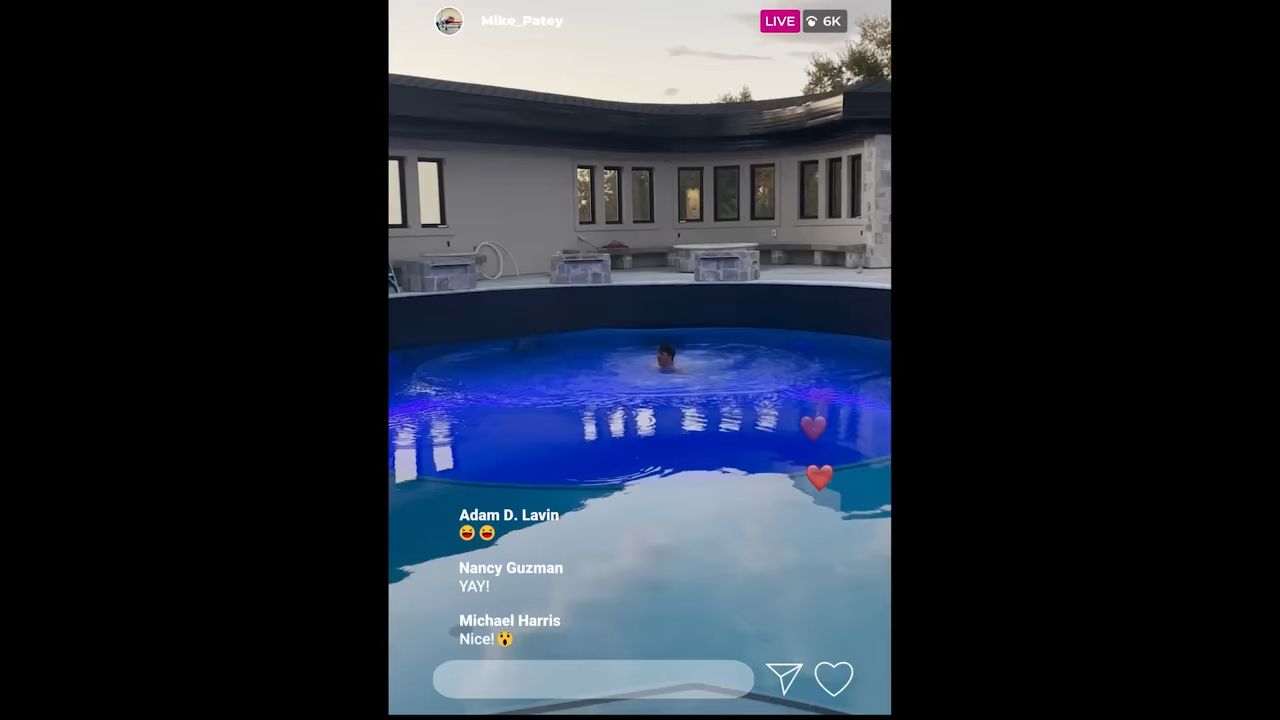 Mike_Patey
LIVE 6K
Adam D. Lavin
😆😆
Nancy Guzman
YAY!
Michael Harris
Nice!😲